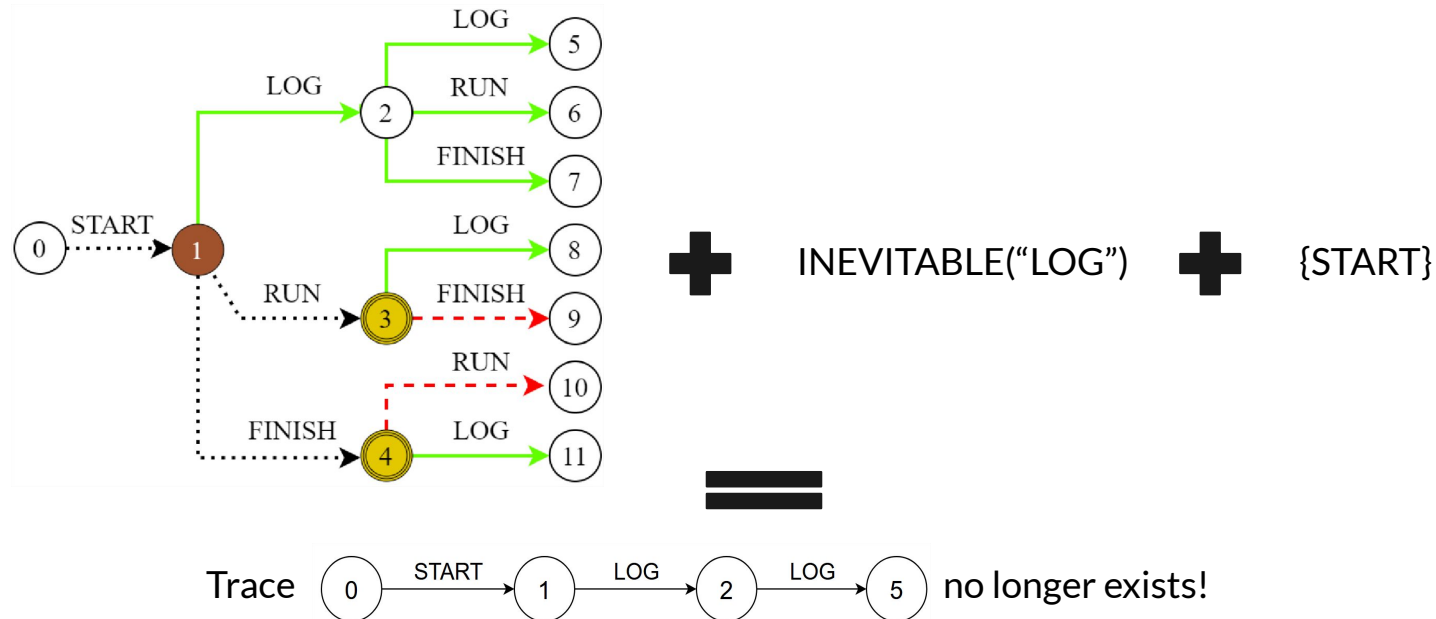 LOG
5
LOG
RUN
2
6
FINISH
7
START
LOG
0
1
8
RUN
FINISH
3
9
RUN
10
FINISH
LOG
4
11
INEVITABLE(“LOG”)
{START}
Trace 0 START 1 LOG 2 LOG 5 no longer exists!